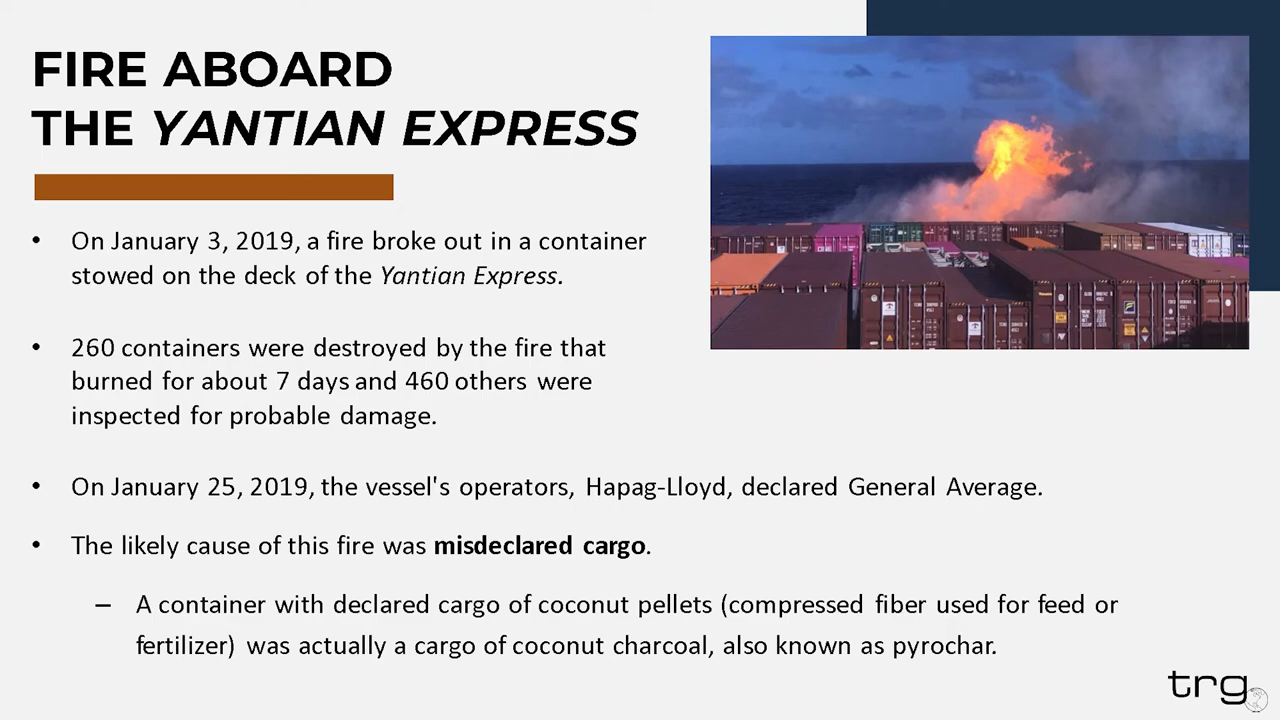 FIRE ABOARD
THE YANTIAN EXPRESS
• On January 3, 2019, a fire broke out in a container
stowed on the deck of the Yantian Express.
• 260 containers were destroyed by the fire that
burned for about 7 days and 460 others were
inspected for probable damage.
• On January 25, 2019, the vessel's operators, Hapag-Lloyd, declared General Average.
• The likely cause of this fire was misdeclared cargo.
– A container with declared cargo of coconut pellets (compressed fiber used for feed or
fertilizer) was actually a cargo of coconut charcoal, also known as pyrochar.
trg